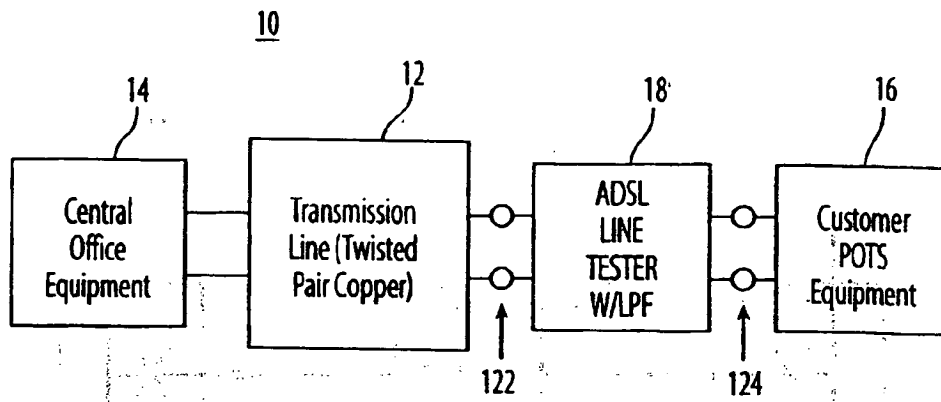 10
14
12
18
16
Central
Office
Equipment
Transmission
Line (Twisted
Pair Copper)
ADSL
LINE
TESTER
W/LPF
Customer
POTS
Equipment
122
124